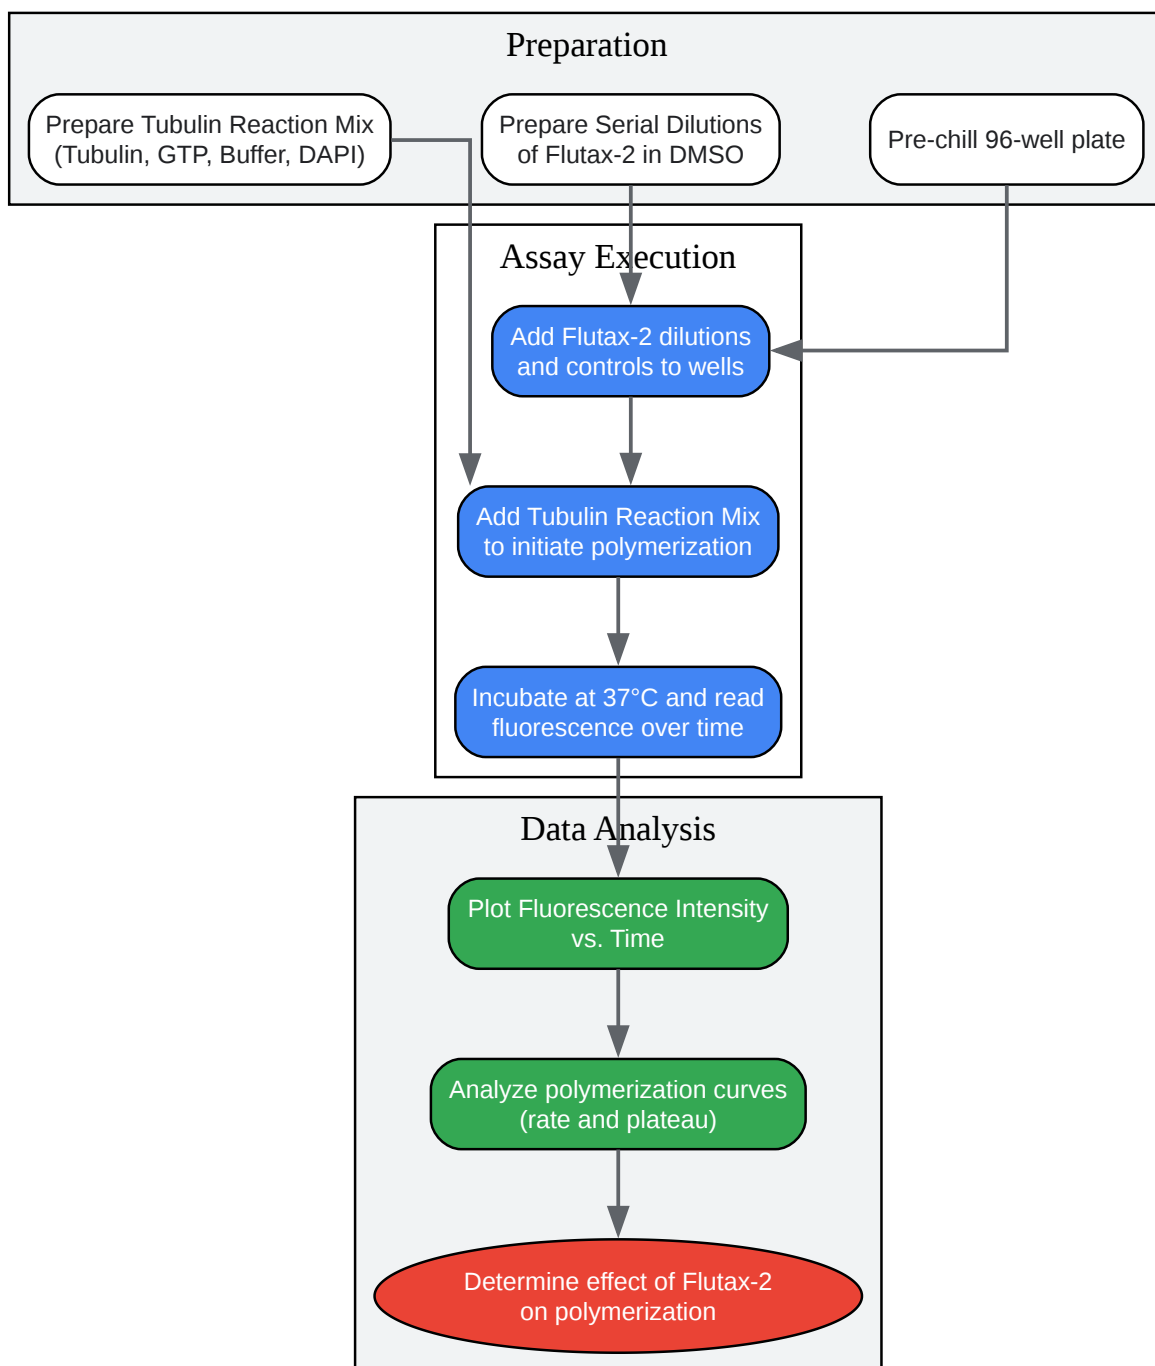 Preparation
Prepare Tubulin Reaction Mix
(Tubulin, GTP, Buffer, DAPI)
Prepare Serial Dilutions
of Flutax-2 in DMSO
Pre-chill 96-well plate
Assay Execution
Add Flutax-2 dilutions
and controls to wells
Add Tubulin Reaction Mix
to initiate polymerization
Incubate at 37°C and read
fluorescence over time
Data Analysis
Plot Fluorescence Intensity
vs. Time
Analyze polymerization curves
(rate and plateau)
Determine effect of Flutax-2
on polymerization